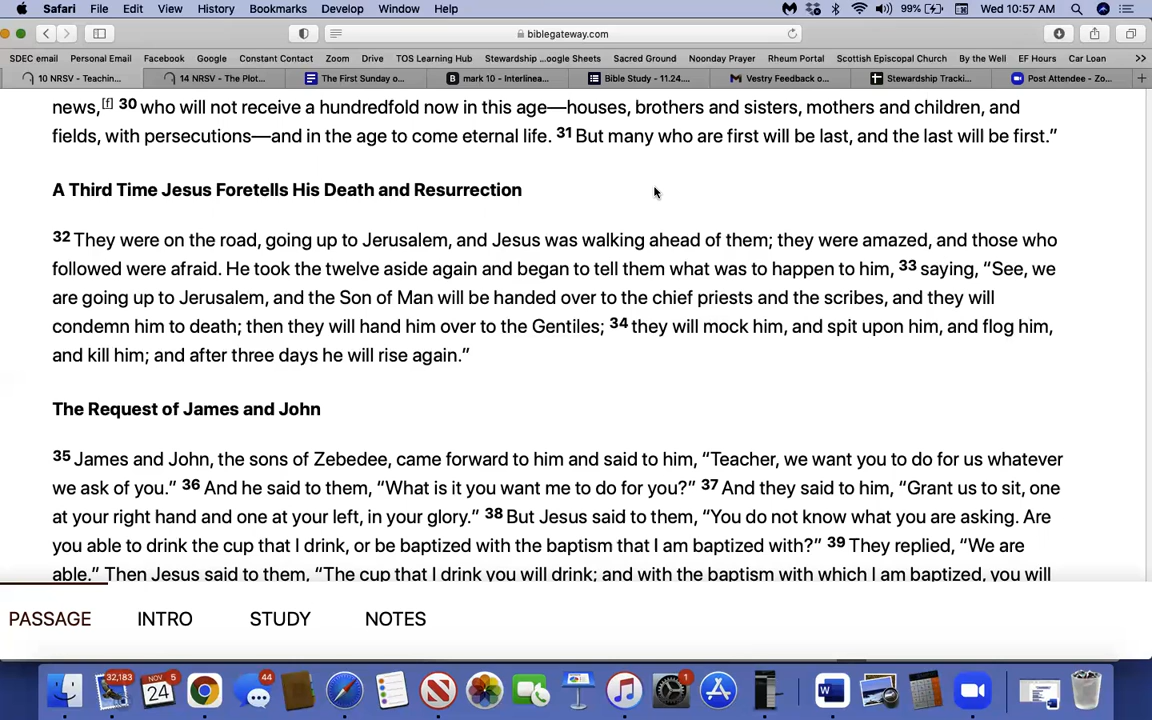 Safari File Edit View History Bookmarks Develop Window Help 99% Wed 10:57 AM
biblegateway.com
SDEC email Personal Email Facebook Google Constant Contact Zoom Drive TOS Learning Hub Stewardship ...oogle Sheets Sacred Ground Noonday Prayer Rheum Portal Scottish Episcopal Church By the Well EF Hours Car Loan >>
10 NRSV - Teachin... 14 NRSV - The Plot... The First Sunday o... mark 10 - Interlinea... Bible Study - 11.24.... Vestry Feedback o... Stewardship Tracki... Post Attendee - Zo...
news,[f] 30 who will not receive a hundredfold now in this age—houses, brothers and sisters, mothers and children, and
fields, with persecutions—and in the age to come eternal life. 31 But many who are first will be last, and the last will be first.”
A Third Time Jesus Foretells His Death and Resurrection
32 They were on the road, going up to Jerusalem, and Jesus was walking ahead of them; they were amazed, and those who
followed were afraid. He took the twelve aside again and began to tell them what was to happen to him, 33 saying, “See, we
are going up to Jerusalem, and the Son of Man will be handed over to the chief priests and the scribes, and they will
condemn him to death; then they will hand him over to the Gentiles; 34 they will mock him, and spit upon him, and flog him,
and kill him; and after three days he will rise again.”
The Request of James and John
35 James and John, the sons of Zebedee, came forward to him and said to him, “Teacher, we want you to do for us whatever
we ask of you.” 36 And he said to them, “What is it you want me to do for you?” 37 And they said to him, “Grant us to sit, one
at your right hand and one at your left, in your glory.” 38 But Jesus said to them, “You do not know what you are asking. Are
you able to drink the cup that I drink, or be baptized with the baptism that I am baptized with?” 39 They replied, “We are
able.” Then Jesus said to them, “The cup that I drink you will drink; and with the baptism with which I am baptized, you will
PASSAGE INTRO STUDY NOTES
32,183 NOV 24 5 44 1